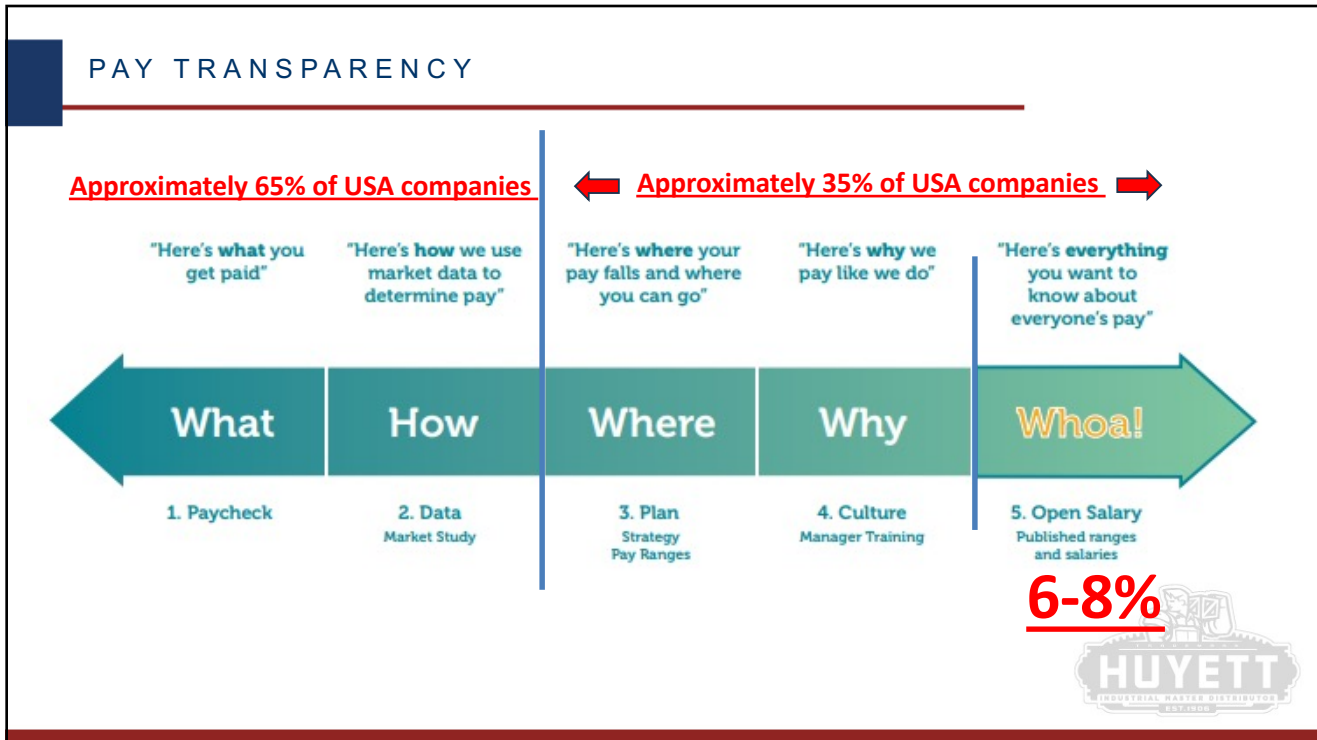 PAY TRANSPARENCY
Approximately 65% of USA companies
Approximately 35% of USA companies
"Here's what you
get paid"
"Here's how we use
market data to
determine pay"
"Here's where your
pay falls and where
you can go"
"Here's why we
pay like we do"
"Here's everything
you want to
know about
everyone's pay"
What
How
Where
Why
Whoa!
1. Paycheck
2. Data
Market Study
3. Plan
Strategy
Pay Ranges
4. Culture
Manager Training
5. Open Salary
Published ranges
and salaries
6-8%
HUYETT
INDUSTRIAL MASTER DISTRIBUTOR
EST.1906